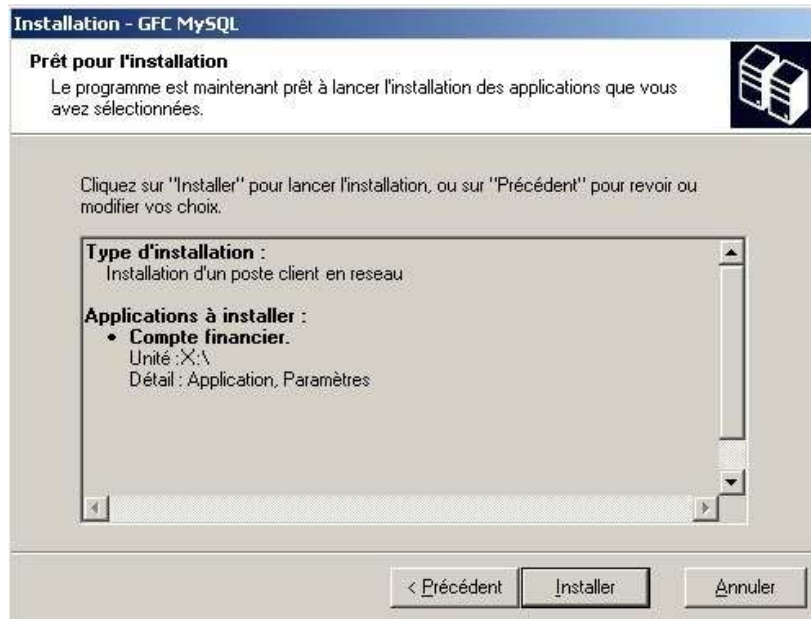 Installation - GFC MySQL
Prêt pour l'installation
Le programme est maintenant prêt à lancer l'installation des applications que vous
avez sélectionnées.
Cliquez sur "Installer" pour lancer l'installation, ou sur "Précédent" pour revoir ou
modifier vos choix.
Type d'installation :
Installation d'un poste client en reseau
Applications à installer :
• Compte financier.
Unité :X:\
Détail : Application, Paramètres
< Précédent
Installer
Annuler